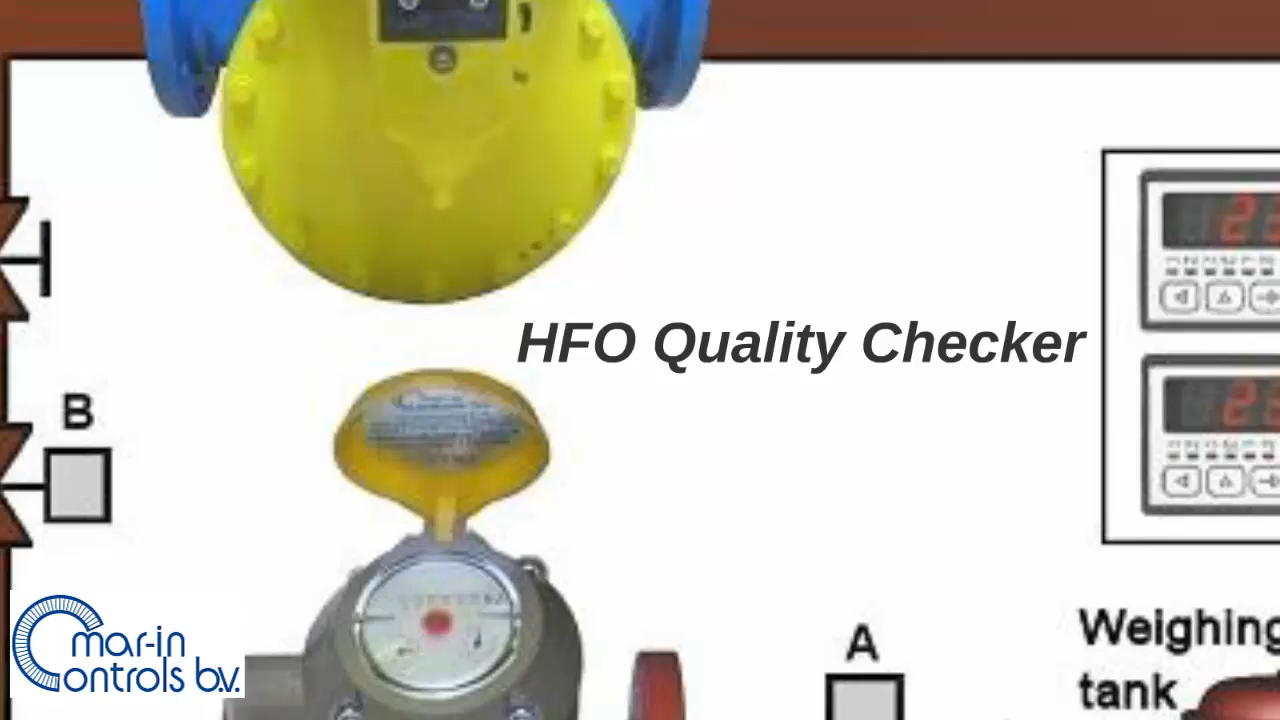 HFO Quality Checker
B
A
Weighing
tank
mar-in
Controls b.v.